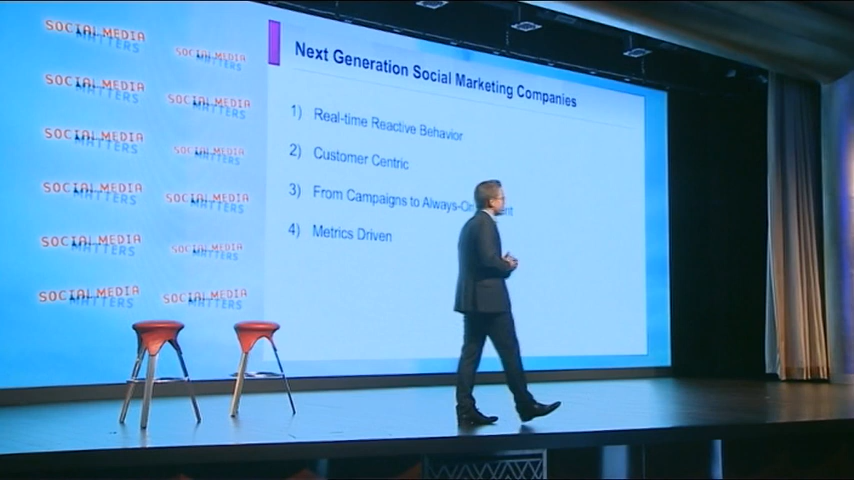 SOCIAL MEDIA
MATTERS
SOCIAL MEDIA
MATTERS
SOCIAL MEDIA
MATTERS
SOCIAL MEDIA
MATTERS
SOCIAL MEDIA
MATTERS
SOCIAL MEDIA
MATTERS
SOCIAL MEDIA
MATTERS
SOCIAL MEDIA
MATTERS
SOCIAL MEDIA
MATTERS
SOCIAL MEDIA
MATTERS
SOCIAL MEDIA
MATTERS
SOCIAL MEDIA
MATTERS
Next Generation Social Marketing Companies
1) Real-time Reactive Behavior
2) Customer Centric
3) From Campaigns to Always-On
4) Metrics Driven